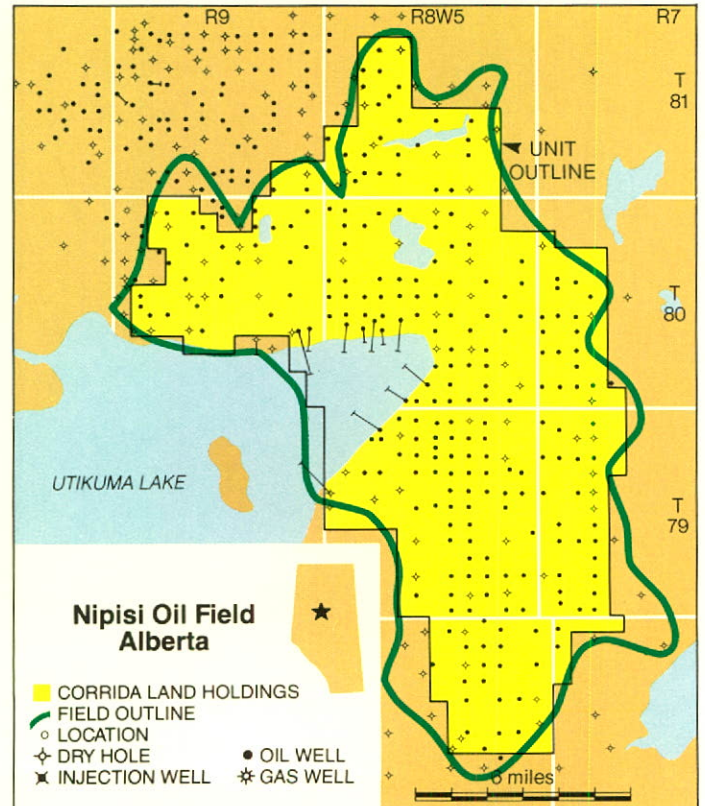 R9
R8W5
R7
T
81
UNIT
OUTLINE
T
80
UTIKUMA LAKE
T
79
Nipisi Oil Field
Alberta
CORRIDA LAND HOLDINGS
FIELD OUTLINE
LOCATION
DRY HOLE
OIL WELL
INJECTION WELL
GAS WELL
6 miles